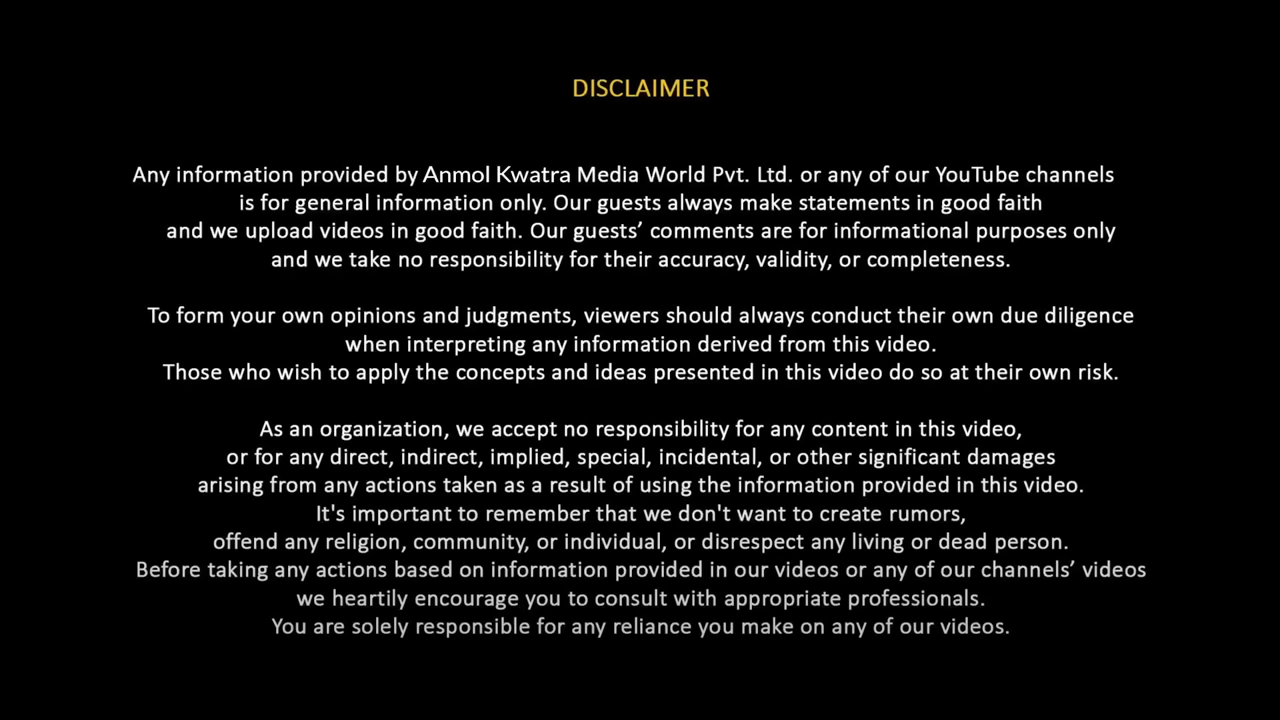 DISCLAIMER
Any information provided by Anmol Kwatra Media World Pvt. Ltd. or any of our YouTube channels
is for general information only. Our guests always make statements in good faith
and we upload videos in good faith. Our guests’ comments are for informational purposes only
and we take no responsibility for their accuracy, validity, or completeness.
To form your own opinions and judgments, viewers should always conduct their own due diligence
when interpreting any information derived from this video.
Those who wish to apply the concepts and ideas presented in this video do so at their own risk.
As an organization, we accept no responsibility for any content in this video,
or for any direct, indirect, implied, special, incidental, or other significant damages
arising from any actions taken as a result of using the information provided in this video.
It's important to remember that we don't want to create rumors,
offend any religion, community, or individual, or disrespect any living or dead person.
Before taking any actions based on information provided in our videos or any of our channels’ videos
we heartily encourage you to consult with appropriate professionals.
You are solely responsible for any reliance you make on any of our videos.